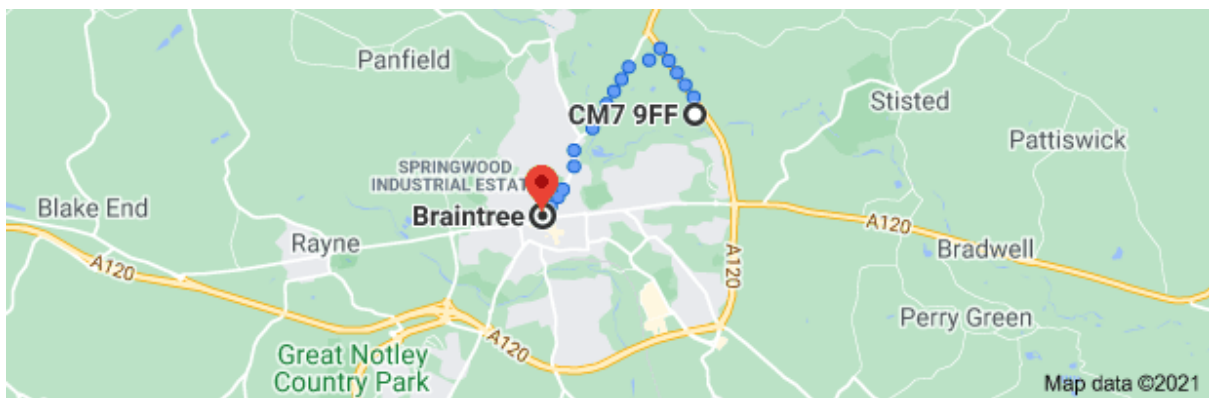 Panfield
CM7 9FF
Stisted
Pattiswick
SPRINGWOOD
INDUSTRIAL ESTAT
Blake End
Braintree
A120
Rayne
Bradwell
A120
A120
Perry Green
A120
Great Notley
Country Park
Map data ©2021